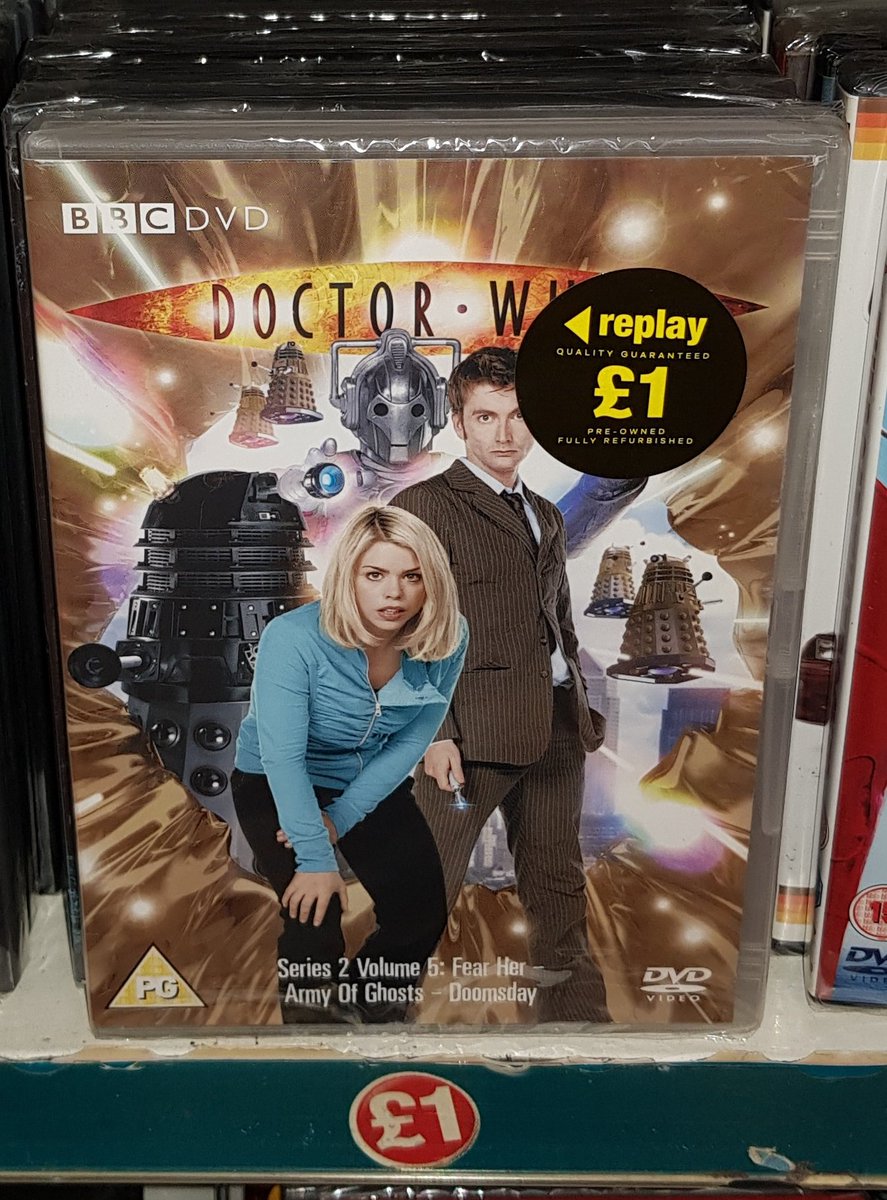 BBC DVD
DOCTOR · W
replay
QUALITY GUARANTEED
£1
PRE-OWNED
FULLY REFURBISHED
Series 2 Volume 5: Fear Her –
Army Of Ghosts – Doomsday
PG
DVD
VIDEO
£1
DVD